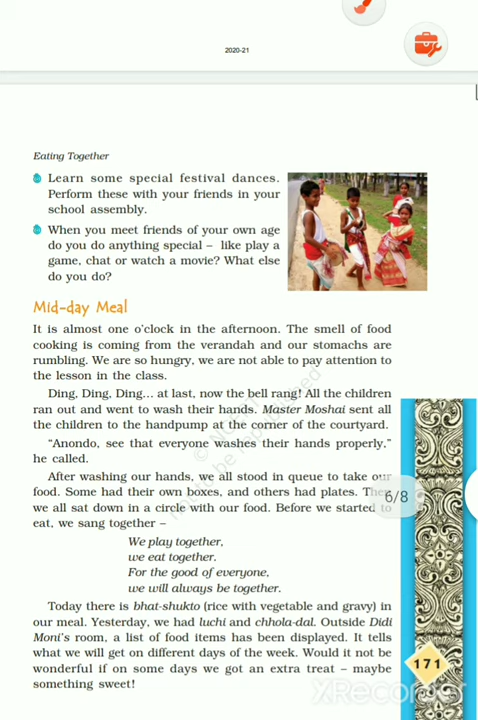 2020-21
Eating Together
Learn some special festival dances.
Perform these with your friends in your
school assembly.
When you meet friends of your own age
do you do anything special – like play a
game, chat or watch a movie? What else
do you do?
Mid-day Meal
It is almost one o'clock in the afternoon. The smell of food
cooking is coming from the verandah and our stomachs are
rumbling. We are so hungry, we are not able to pay attention to
the lesson in the class.
Ding, Ding, Ding... at last, now the bell rang! All the children
ran out and went to wash their hands. Master Moshai sent all
the children to the handpump at the corner of the courtyard.
“Anondo, see that everyone washes their hands properly,”
he called.
After washing our hands, we all stood in queue to take our
food. Some had their own boxes, and others had plates. Then
we all sat down in a circle with our food. Before we started to
eat, we sang together –
We play together,
we eat together.
For the good of everyone,
we will always be together.
Today there is bhat-shukto (rice with vegetable and gravy) in
our meal. Yesterday, we had luchi and chhola-dal. Outside Didi
Moni's room, a list of food items has been displayed. It tells
what we will get on different days of the week. Would it not be
wonderful if on some days we got an extra treat – maybe
something sweet!
6/8
171
XRecorder
not to be republished